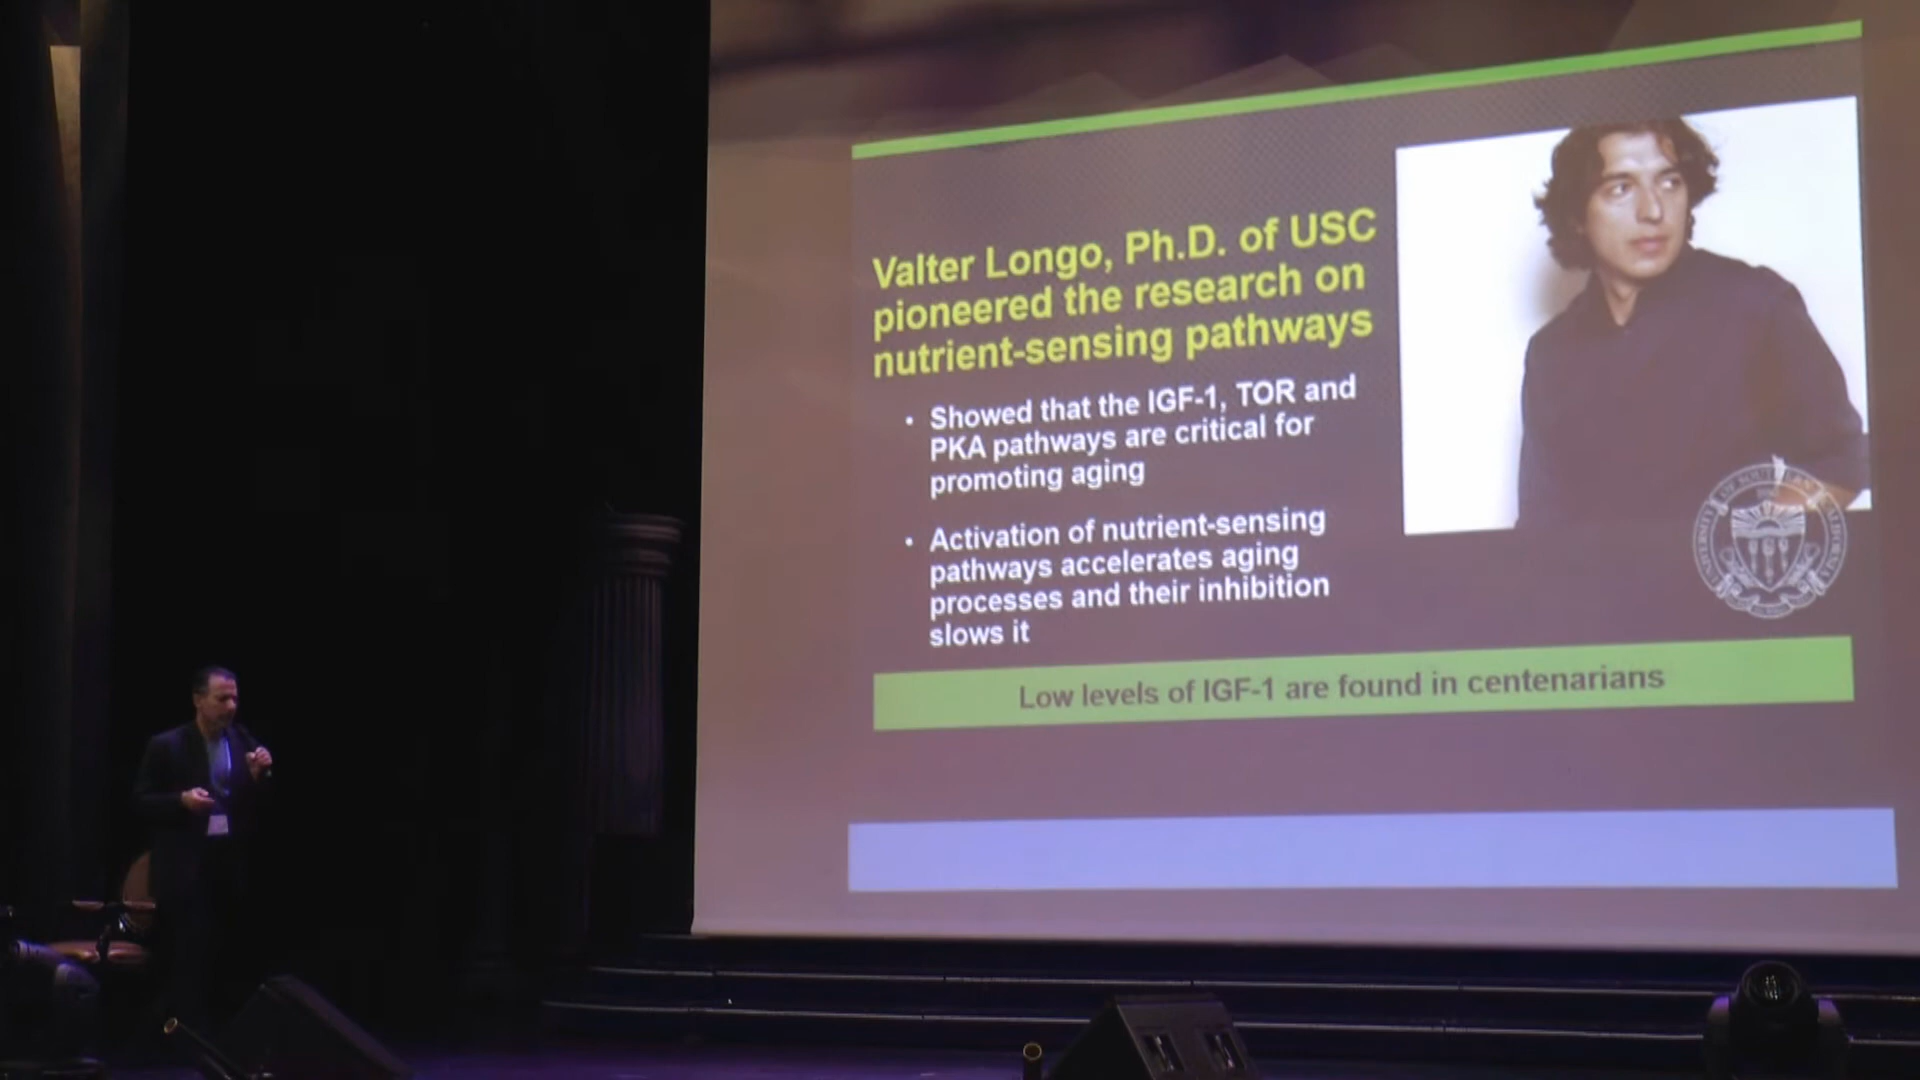 Valter Longo, Ph.D. of USC
pioneered the research on
nutrient-sensing pathways
• Showed that the IGF-1, TOR and
PKA pathways are critical for
promoting aging
• Activation of nutrient-sensing
pathways accelerates aging
processes and their inhibition
slows it
Low levels of IGF-1 are found in centenarians